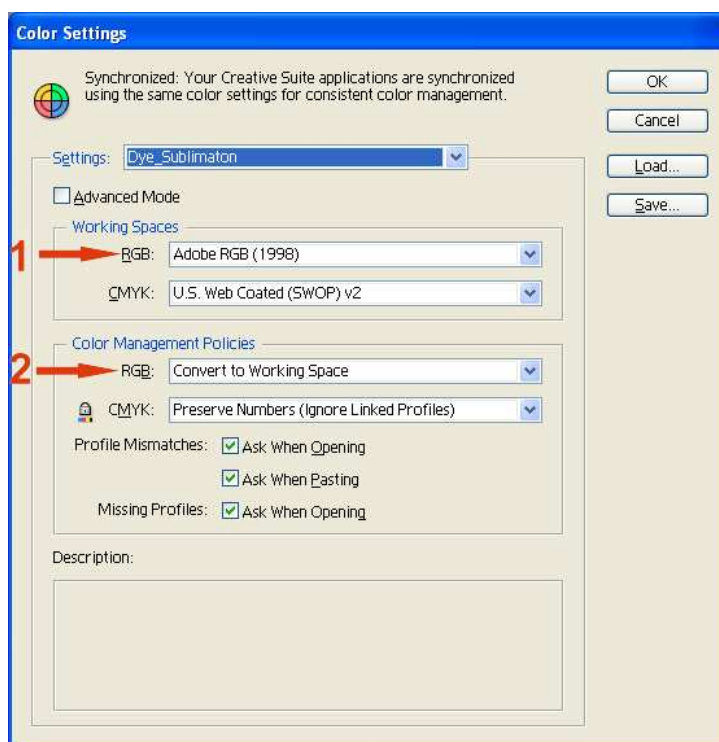 Color Settings
Synchronized: Your Creative Suite applications are synchronized
using the same color settings for consistent color management.
OK
Cancel
Load...
Save...
Settings: Dye_Sublimaton
Advanced Mode
Working Spaces
1 RGB: Adobe RGB (1998)
CMYK: U.S. Web Coated (SWOP) v2
Color Management Policies
2 RGB: Convert to Working Space
CMYK: Preserve Numbers (Ignore Linked Profiles)
Profile Mismatches: Ask When Opening
Ask When Pasting
Missing Profiles: Ask When Opening
Description: